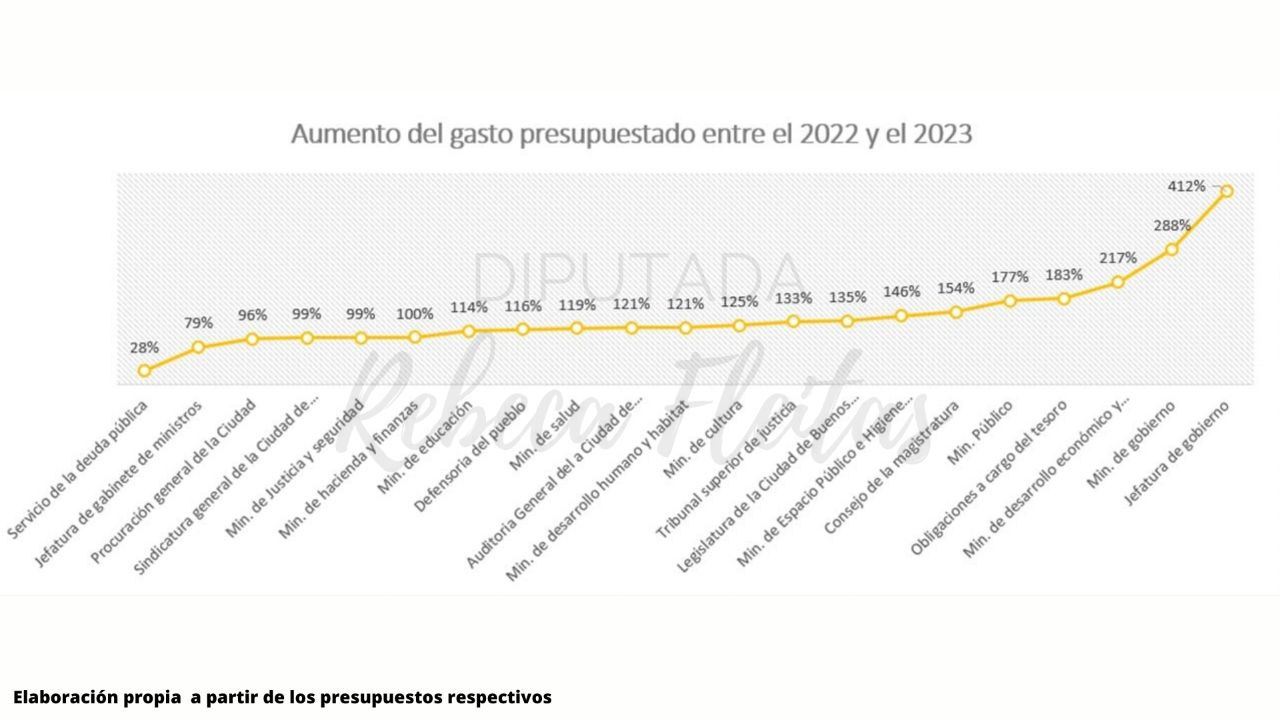 Aumento del gasto presupuestado entre el 2022 y el 2023
412%
288%
217%
183%
177%
154%
146%
135%
133%
125%
121%
121%
119%
116%
114%
100%
99%
99%
96%
79%
28%
DIPUTADA
Rebeca Fleitas
Servicio de la deuda pública
Jefatura de gabinete de ministros
Procuración general de la Ciudad
Sindicatura general de la Ciudad de...
Min. de Justicia y seguridad
Min. de hacienda y finanzas
Min. de educación
Defensoria del pueblo
Min. de salud
Auditoria General del a Ciudad de...
Min. de desarrollo humano y habitat
Min. de cultura
Tribunal superior de justicia
Legislatura de la Ciudad de Buenos...
Min. de Espacio Público e Higiene...
Consejo de la magistratura
Min. Público
Obligaciones a cargo del tesoro
Min. de desarrollo económico y...
Min. de gobierno
Jefatura de gobierno
Elaboración propia a partir de los presupuestos respectivos